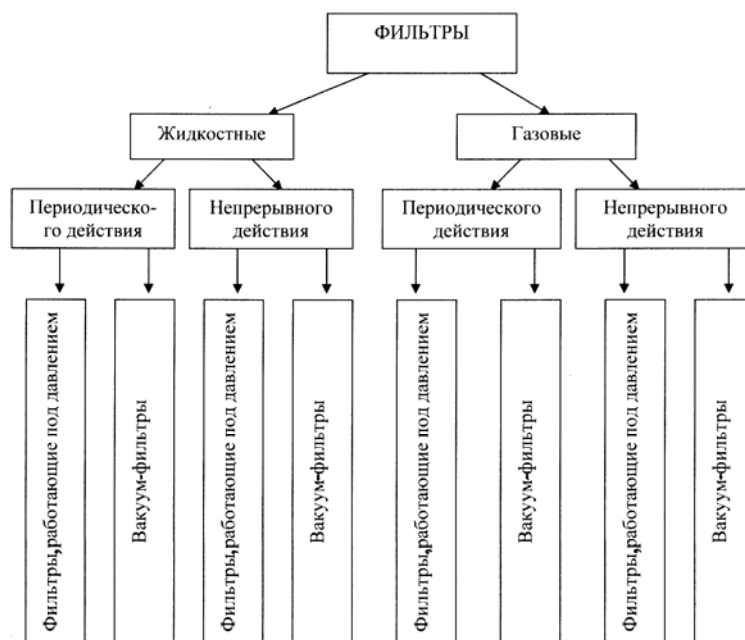 ФИЛЬТРЫ
Жидкостные
Газовые
Периодическо-
го действия
Непрерывного
действия
Периодического
действия
Непрерывного
действия
Фильтры,работающие под давлением
Вакуум-фильтры
Фильтры,работающие под давлением
Вакуум-фильтры
Фильтры,работающие под давлением
Вакуум-фильтры
Фильтры,работающие под давлением
Вакуум-фильтры